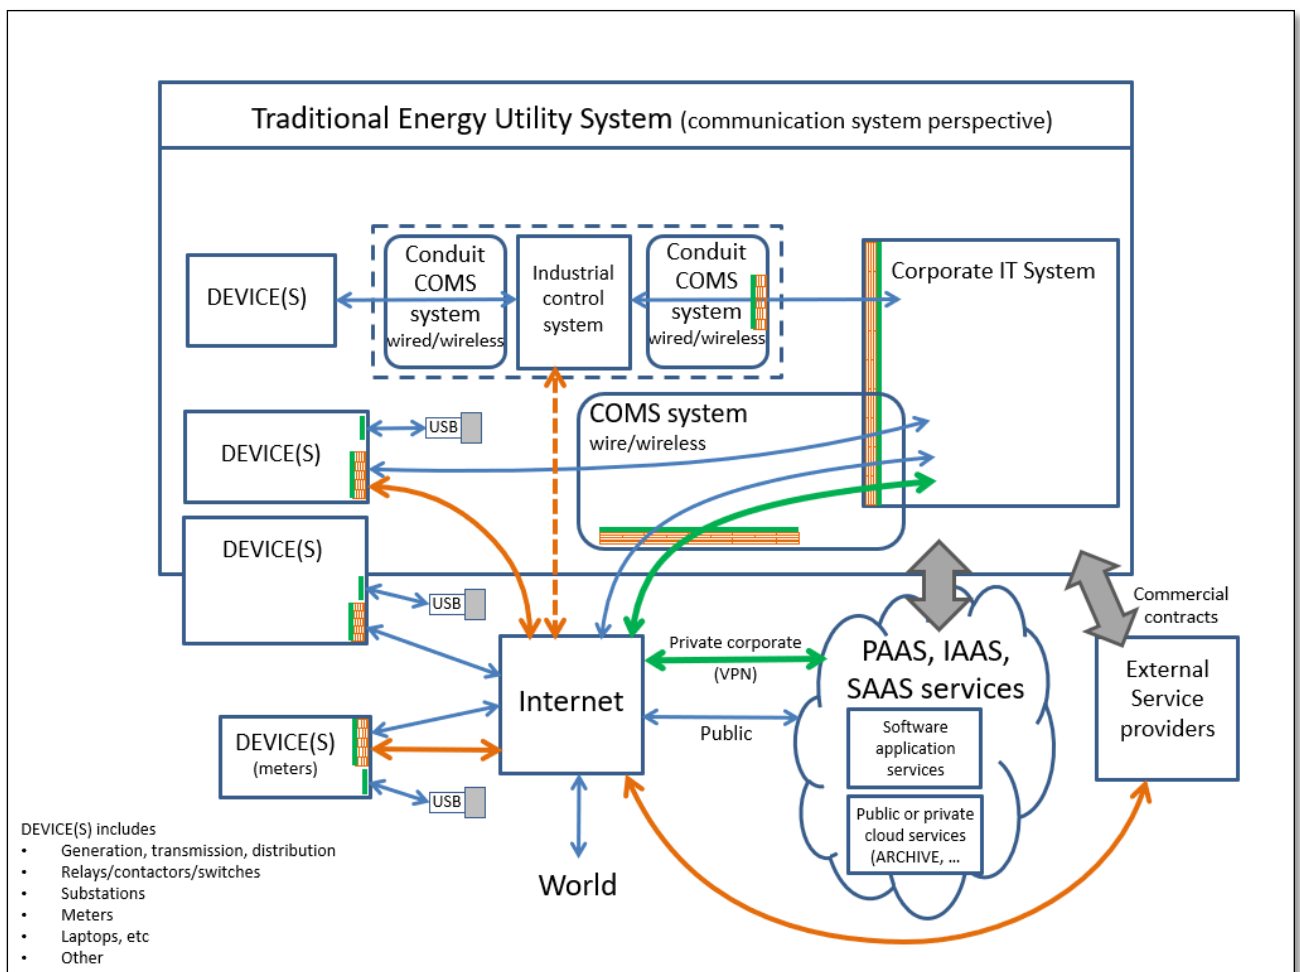 Traditional Energy Utility System (communication system perspective)
DEVICE(S)
Conduit
COMS
system
wired/wireless
Industrial
control
system
Conduit
COMS
system
wired/wireless
Corporate IT System
DEVICE(S)
USB
COMS system
wire/wireless
DEVICE(S)
USB
Commercial
contracts
Internet
Private corporate
(VPN)
Public
PAAS, IAAS,
SAAS services
Software
application
services
Public or private
cloud services
(ARCHIVE, ...
External
Service
providers
DEVICE(S)
(meters)
USB
World
DEVICE(S) includes
• Generation, transmission, distribution
• Relays/contactors/switches
• Substations
• Meters
• Laptops, etc
• Other